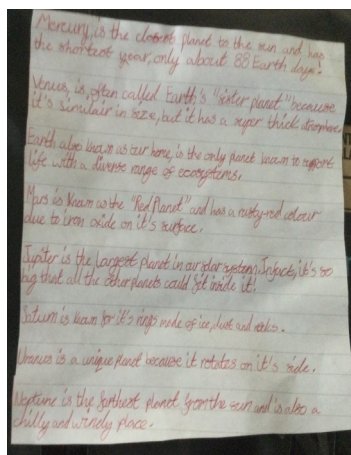 Mercury, is the closest planet to the sun and has
the shortest year, only about 88 Earth days!
Venus, is often called Earth's "sister planet" because
it's simulair in size, but it has a super thick atmosphere
Earth also known as our home, is the only planet known to support
life with a diverse range of ecosystems.
Mars is known as the "Red Planet" and has a rusty-red colour
due to iron oxide on it's surface.
Jupiter is the largest planet in our solar system. Infact, it's so
big that all the other planets could fit inside it!
Saturn is known for it's rings made of ice, dust and rocks.
Uranus is a unique planet because it rotates on it's side.
Neptune is the farthest planet from the sun and is also a
chilly and windy place.